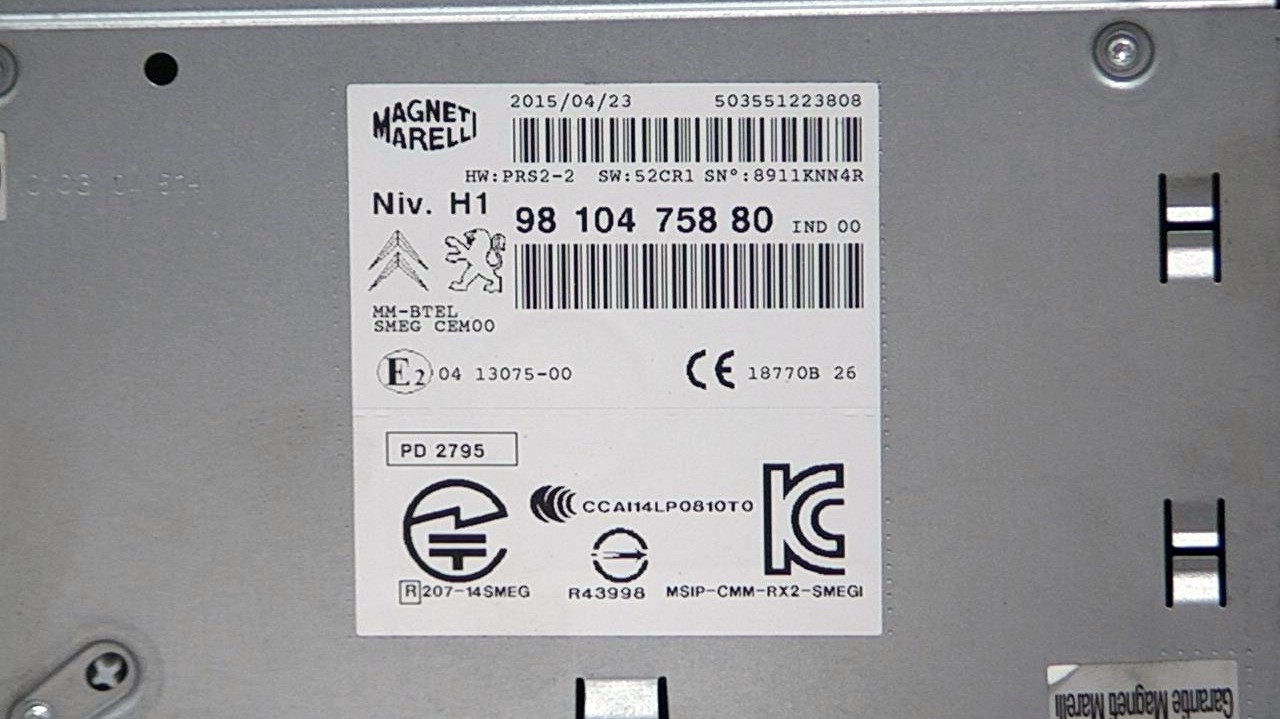 MAGNETI
MARELLI
2015/04/23 503551223808
HW:PRS2-2 SW:52CR1 SN°:8911KNN4R
Niv. H1 98 104 758 80 IND 00
MM-BTEL
SMEG CEM00
E2 04 13075-00 CE 18770B 26
PD 2795
CCAI14LP0810T0
R 207-14SMEG R43998 MSIP-CMM-RX2-SMEGI
Garantie Magneti Marelli